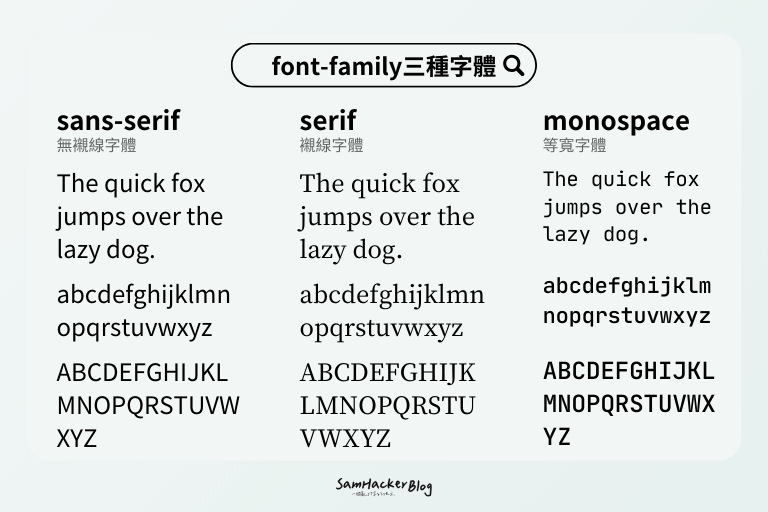 font-family三種字體
sans-serif
無襯線字體
The quick fox
jumps over the
lazy dog.
abcdefghijklmn
opqrstuvwxyz
ABCDEFGHIJKL
MNOPQRSTUVW
XYZ
serif
襯線字體
The quick fox
jumps over the
lazy dog.
abcdefghijklmn
opqrstuvwxyz
ABCDEFGHIJK
LMNOPQRSTU
VWXYZ
monospace
等寬字體
The quick fox
jumps over the
lazy dog.
abcdefghijklm
nopqrstuvwxyz
ABCDEFGHIJKL
MNOPQRSTUVWX
YZ
SamHackerBlog